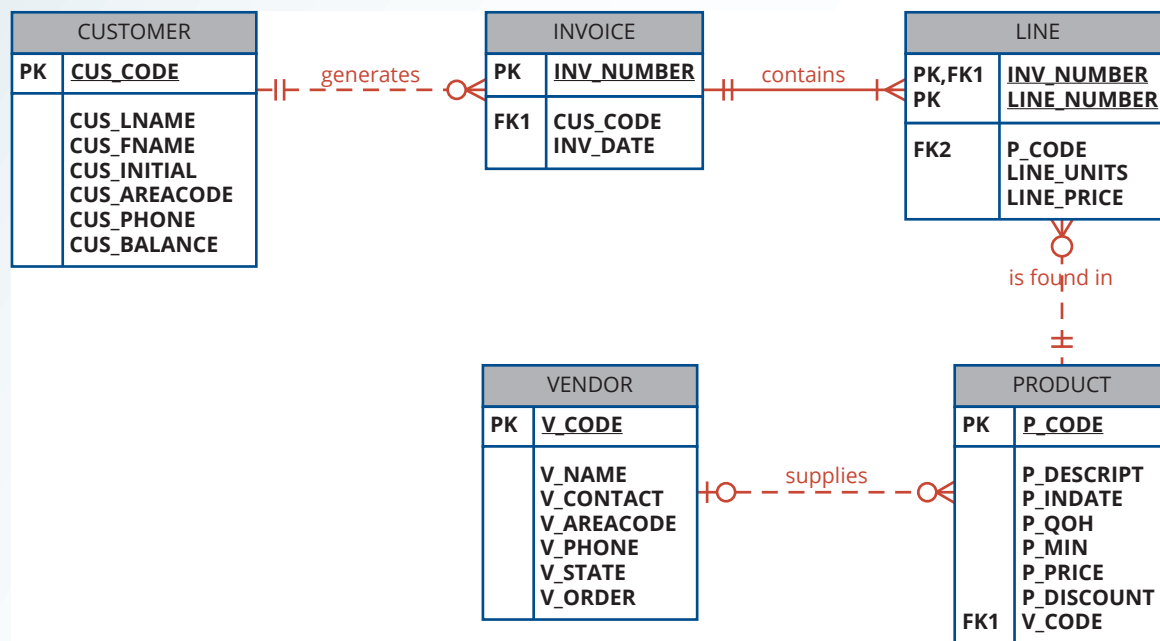 CUSTOMER
PK CUS_CODE
CUS_LNAME
CUS_FNAME
CUS_INITIAL
CUS_AREACODE
CUS_PHONE
CUS_BALANCE
generates
INVOICE
PK INV_NUMBER
FK1 CUS_CODE
INV_DATE
contains
LINE
PK,FK1 INV_NUMBER
PK LINE_NUMBER
FK2 P_CODE
LINE_UNITS
LINE_PRICE
is found in
VENDOR
PK V_CODE
V_NAME
V_CONTACT
V_AREACODE
V_PHONE
V_STATE
V_ORDER
supplies
PRODUCT
PK P_CODE
P_DESCRIPT
P_INDATE
P_QOH
P_MIN
P_PRICE
P_DISCOUNT
FK1 V_CODE